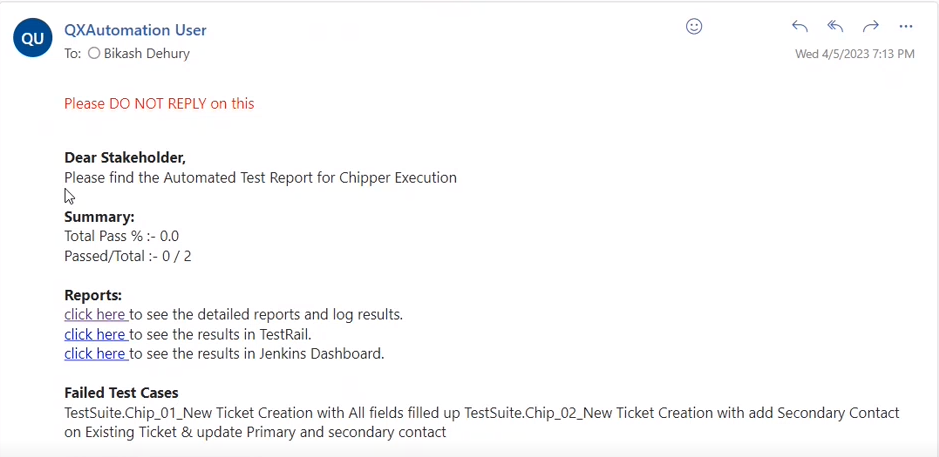 QU
QXAutomation User
To: Bikash Dehury
Wed 4/5/2023 7:13 PM
Please DO NOT REPLY on this
Dear Stakeholder,
Please find the Automated Test Report for Chipper Execution
Summary:
Total Pass % :- 0.0
Passed/Total :- 0 / 2
Reports:
click here to see the detailed reports and log results.
click here to see the results in TestRail.
click here to see the results in Jenkins Dashboard.
Failed Test Cases
TestSuite.Chip_01_New Ticket Creation with All fields filled up TestSuite.Chip_02_New Ticket Creation with add Secondary Contact
on Existing Ticket & update Primary and secondary contact